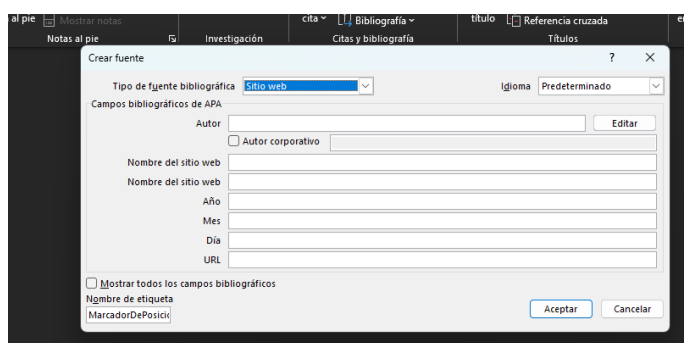 al pie Mostrar notas cita Bibliografía título Referencia cruzada
Notas al pie Investigación Citas y bibliografía Títulos
Crear fuente ? ×
Tipo de fuente bibliográfica Sitio web Idioma Predeterminado
Campos bibliográficos de APA
Autor Editar
Autor corporativo
Nombre del sitio web
Nombre del sitio web
Año
Mes
Día
URL
Mostrar todos los campos bibliográficos
Nombre de etiqueta
MarcadorDePosici Aceptar Cancelar